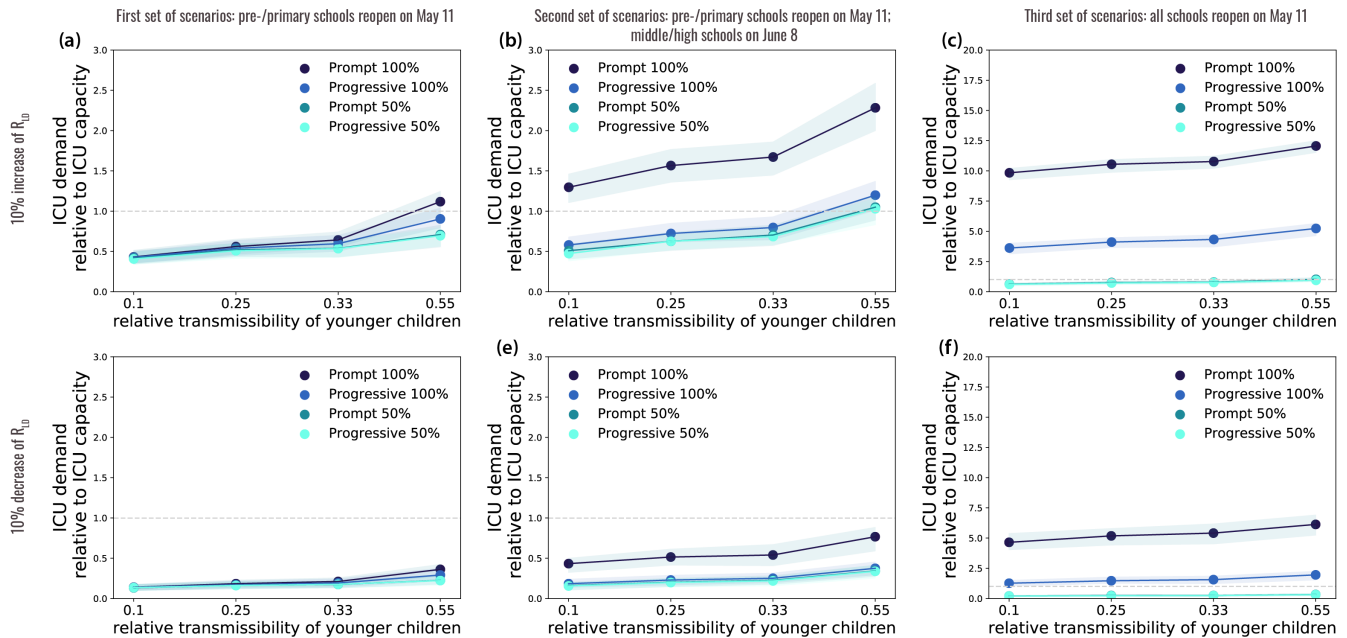 First set of scenarios: pre-/primary schools reopen on May 11
Second set of scenarios: pre-/primary schools reopen on May 11;
middle/high schools on June 8
Third set of scenarios: all schools reopen on May 11
10% increase of R_LD
(a)
ICU demand
relative to ICU capacity
3.0
2.5
2.0
1.5
1.0
0.5
0.0
Prompt 100%
Progressive 100%
Prompt 50%
Progressive 50%
0.1 0.25 0.33 0.55
relative transmissibility of younger children
(b)
ICU demand
relative to ICU capacity
3.0
2.5
2.0
1.5
1.0
0.5
0.0
Prompt 100%
Progressive 100%
Prompt 50%
Progressive 50%
0.1 0.25 0.33 0.55
relative transmissibility of younger children
(c)
ICU demand
relative to ICU capacity
20.0
17.5
15.0
12.5
10.0
7.5
5.0
2.5
0.0
Prompt 100%
Progressive 100%
Prompt 50%
Progressive 50%
0.1 0.25 0.33 0.55
relative transmissibility of younger children
10% decrease of R_LD
ICU demand
relative to ICU capacity
3.0
2.5
2.0
1.5
1.0
0.5
0.0
Prompt 100%
Progressive 100%
Prompt 50%
Progressive 50%
0.1 0.25 0.33 0.55
relative transmissibility of younger children
(e)
ICU demand
relative to ICU capacity
3.0
2.5
2.0
1.5
1.0
0.5
0.0
Prompt 100%
Progressive 100%
Prompt 50%
Progressive 50%
0.1 0.25 0.33 0.55
relative transmissibility of younger children
(f)
ICU demand
relative to ICU capacity
20.0
17.5
15.0
12.5
10.0
7.5
5.0
2.5
0.0
Prompt 100%
Progressive 100%
Prompt 50%
Progressive 50%
0.1 0.25 0.33 0.55
relative transmissibility of younger children